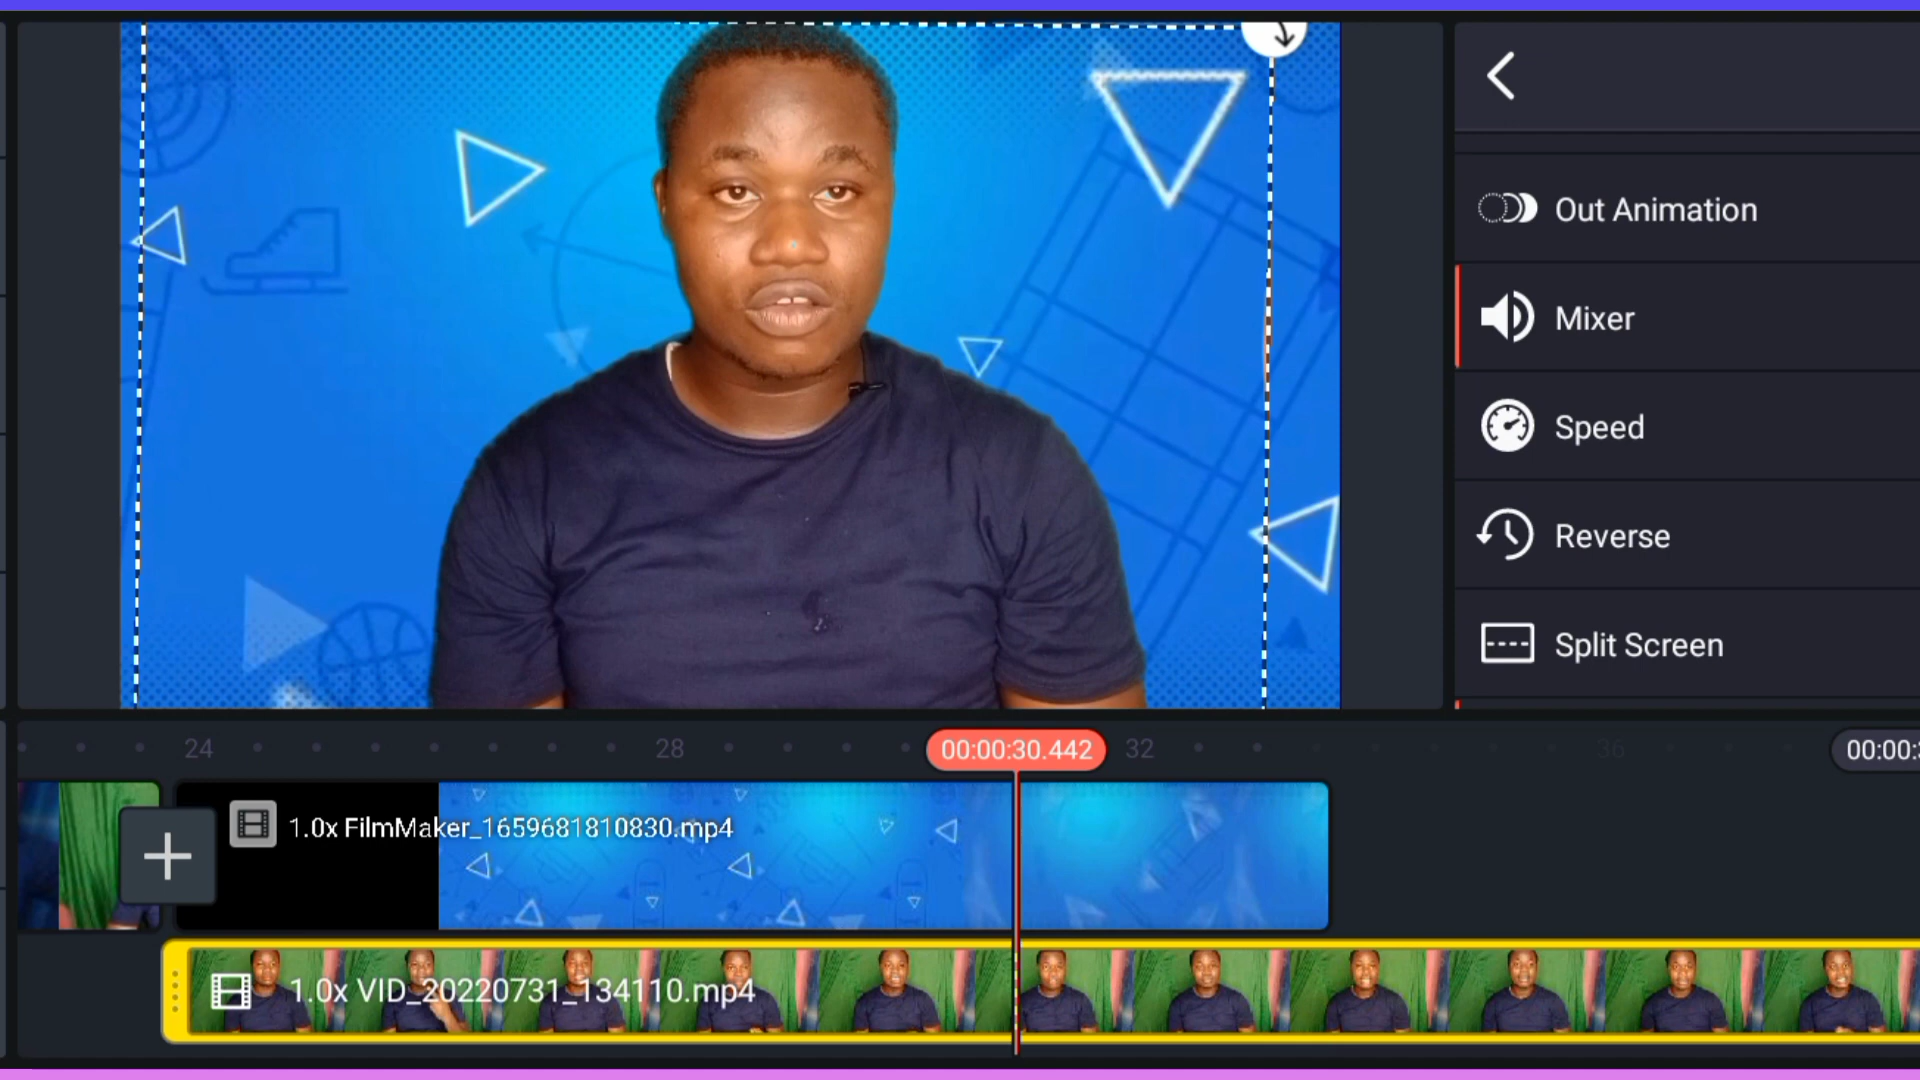 Out Animation
Mixer
Speed
Reverse
Split Screen
24
28
00:00:30.442
32
36
00:00:
1.0x FilmMaker_1659681810830.mp4
1.0x VID_20220731_134110.mp4